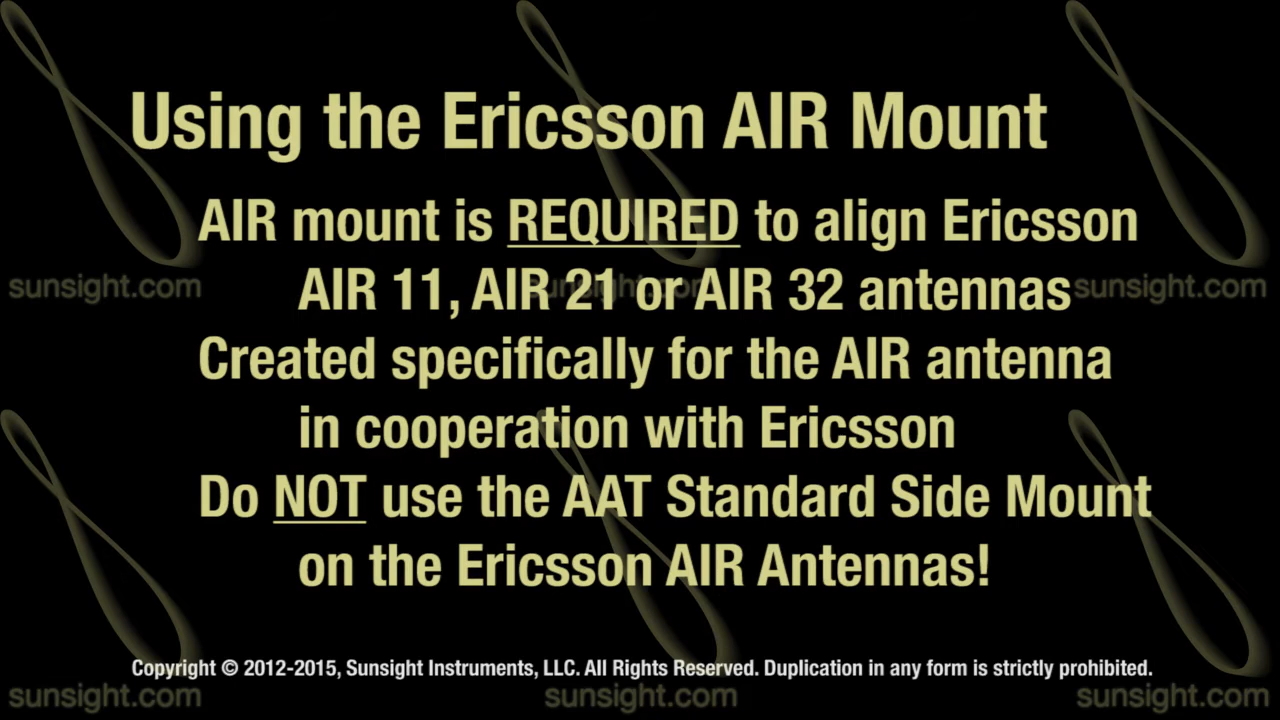 Using the Ericsson AIR Mount
AIR mount is REQUIRED to align Ericsson
AIR 11, AIR 21 or AIR 32 antennas
Created specifically for the AIR antenna
in cooperation with Ericsson
Do NOT use the AAT Standard Side Mount
on the Ericsson AIR Antennas!
Copyright © 2012-2015, Sunsight Instruments, LLC. All Rights Reserved. Duplication in any form is strictly prohibited.
sunsight.com
sunsight.com
sunsight.com
sunsight.com
sunsight.com
sunsight.com